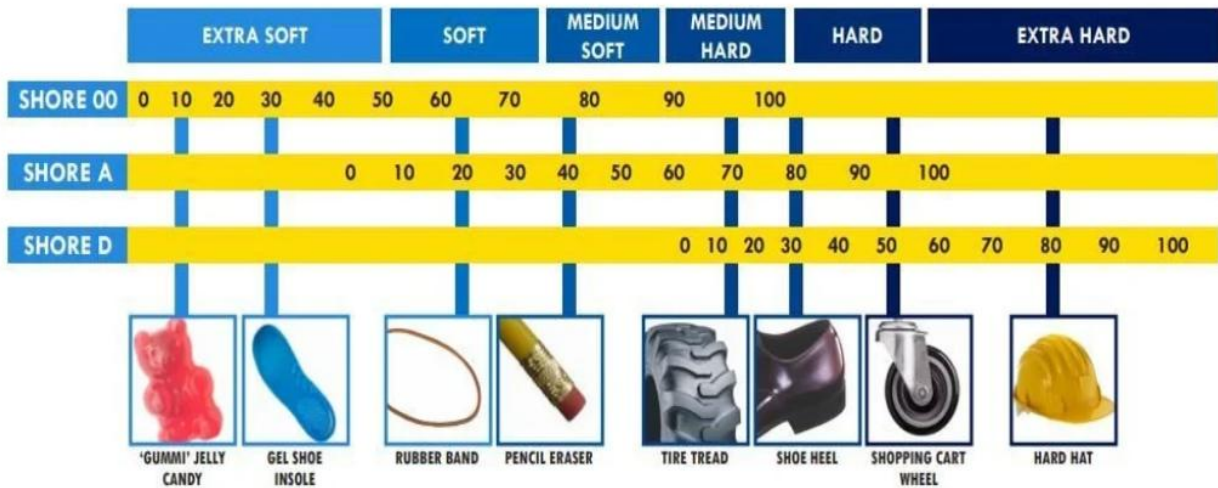 EXTRA SOFT
SOFT
MEDIUM
SOFT
MEDIUM
HARD
HARD
EXTRA HARD
SHORE 00 0 10 20 30 40 50 60 70 80 90 100
SHORE A 0 10 20 30 40 50 60 70 80 90 100
SHORE D 0 10 20 30 40 50 60 70 80 90 100
'GUMMI' JELLY
CANDY
GEL SHOE
INSOLE
RUBBER BAND
PENCIL ERASER
TIRE TREAD
SHOE HEEL
SHOPPING CART
WHEEL
HARD HAT